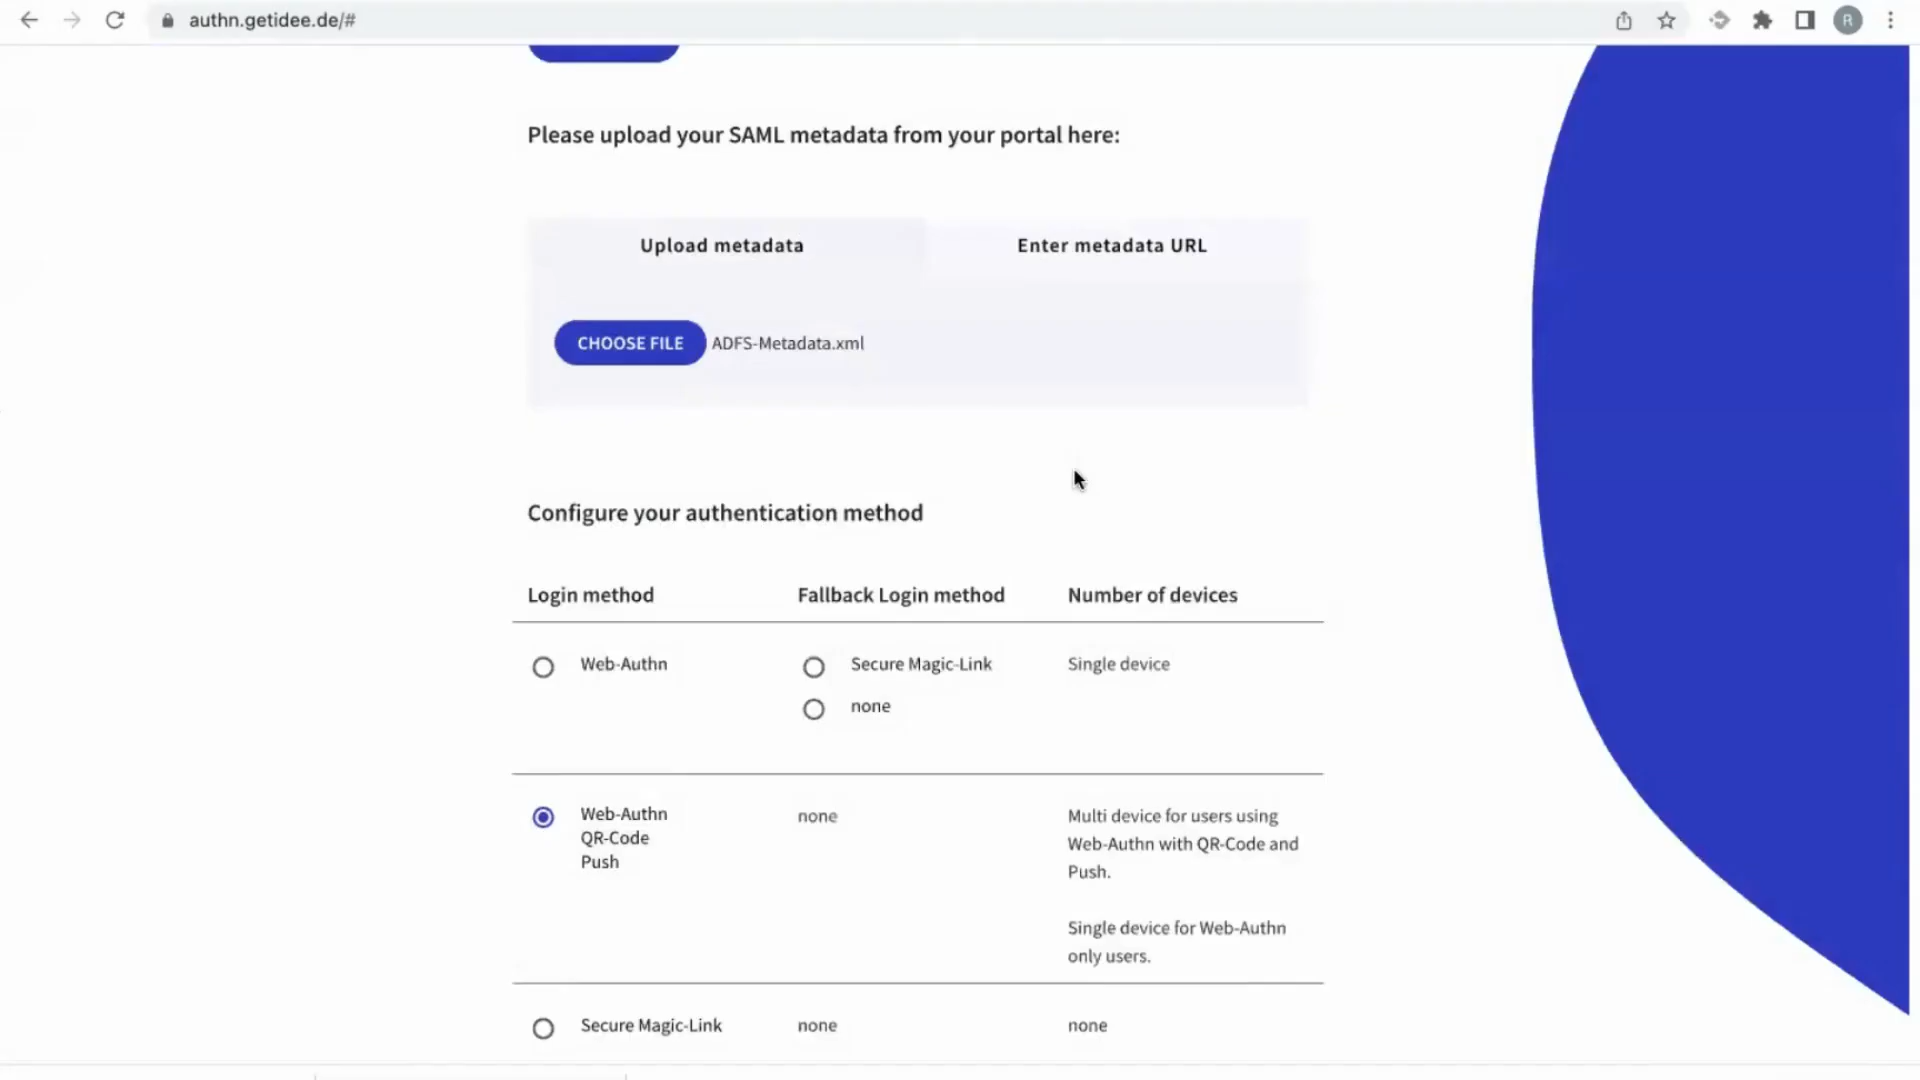 authn.getidee.de/#
R
Please upload your SAML metadata from your portal here:
Upload metadata
Enter metadata URL
CHOOSE FILE
ADFS-Metadata.xml
Configure your authentication method
Login method
Fallback Login method
Number of devices
Web-Authn
Secure Magic-Link
Single device
none
Web-Authn
QR-Code
Push
none
Multi device for users using
Web-Authn with QR-Code and
Push.
Single device for Web-Authn
only users.
Secure Magic-Link
none
none